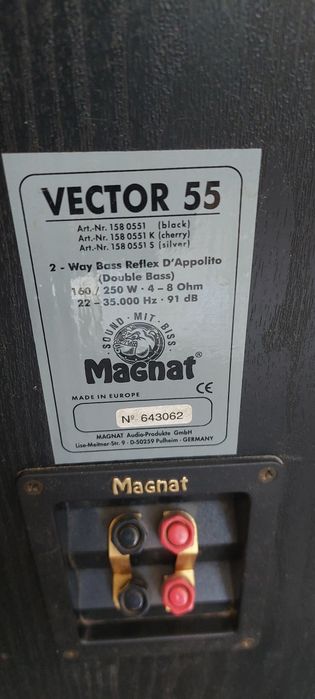 VECTOR 55
Art.-Nr. 158 0551 (black)
Art.-Nr. 158 0551 K (cherry)
Art.-Nr. 158 0551 S (silver)
2 - Way Bass Reflex D'Appolito
(Double Bass)
160 / 250 W · 4 – 8 Ohm
22 – 35.000 Hz · 91 dB
· SOUND · MIT · BISS ·
Magnat®
CE
MADE IN EUROPE
Nº 643062
MAGNAT Audio-Produkte GmbH
Lise-Meitner-Str. 9 · D-50259 Pulheim · GERMANY
Magnat